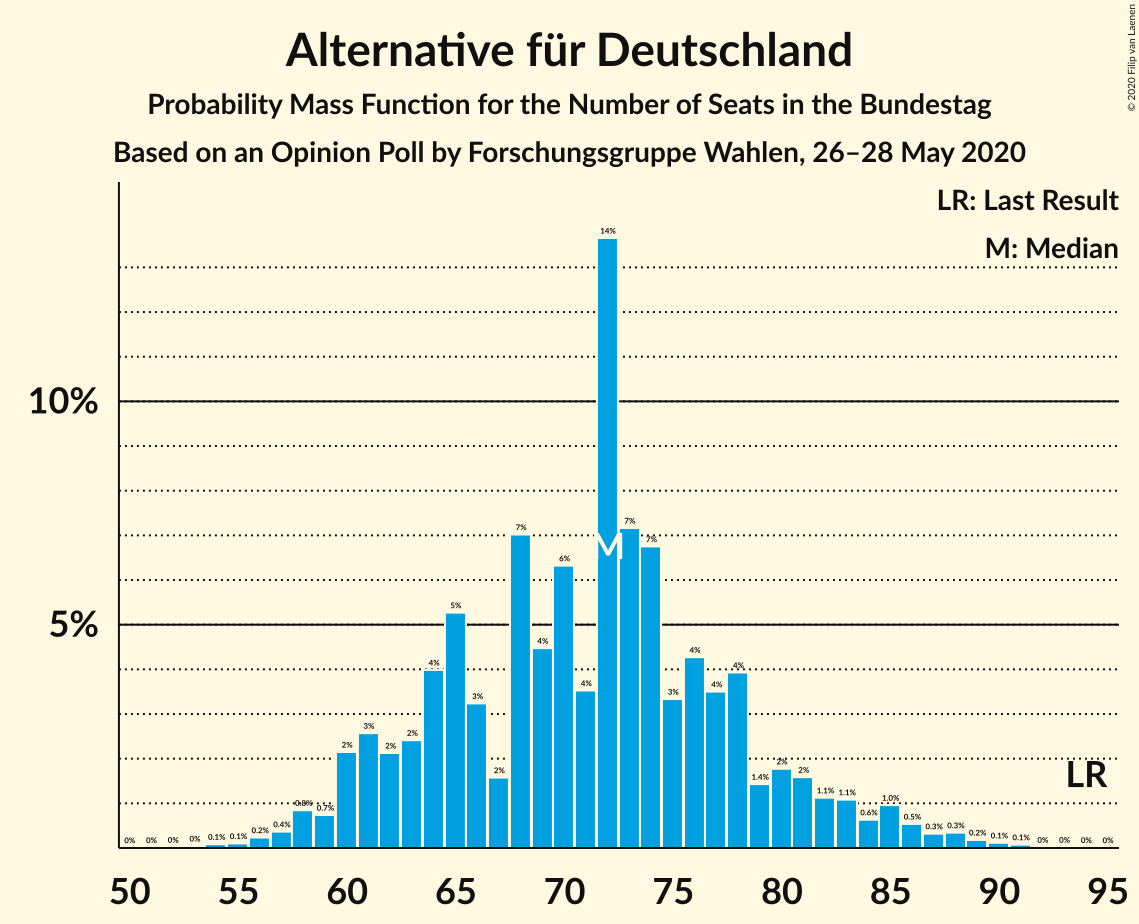 © 2020 Filip van Laenen
Alternative für Deutschland
Probability Mass Function for the Number of Seats in the Bundestag
Based on an Opinion Poll by Forschungsgruppe Wahlen, 26–28 May 2020
LR: Last Result
M: Median
10%
5%
0% 0% 0% 0% 0.1% 0.1% 0.2% 0.4% 0.8% 0.7% 2% 3% 2% 2% 4% 5% 3% 2% 7% 4% 6% 4% 14% 7% 7% 3% 4% 4% 4% 1.4% 2% 2% 1.1% 1.1% 0.6% 1.0% 0.5% 0.3% 0.3% 0.2% 0.1% 0.1% 0% 0% 0% 0%
M
LR
50 55 60 65 70 75 80 85 90 95